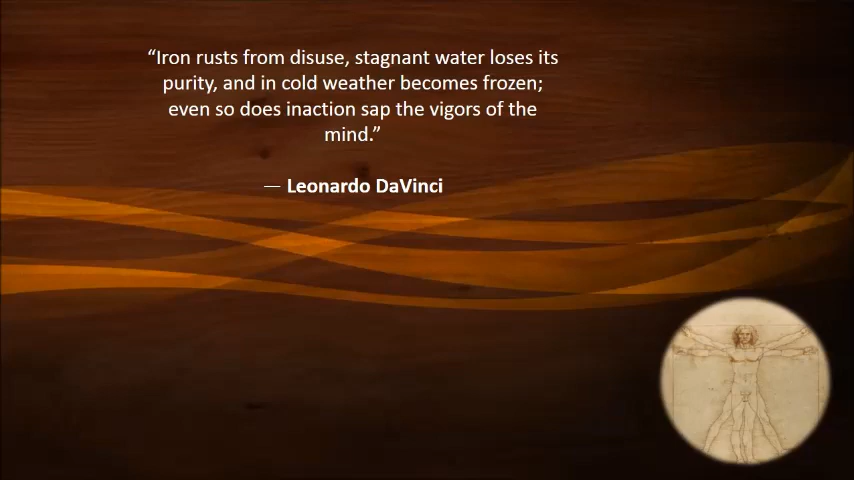 “Iron rusts from disuse, stagnant water loses its
purity, and in cold weather becomes frozen;
even so does inaction sap the vigors of the
mind.”
— Leonardo DaVinci